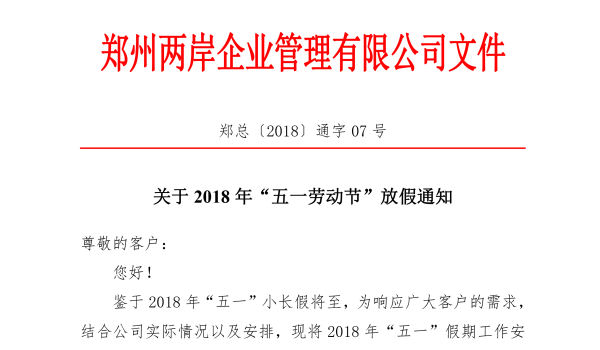 郑州两岸企业管理有限公司文件
郑总〔2018〕通字 07 号
关于 2018 年“五一劳动节”放假通知
尊敬的客户：
您好！
鉴于 2018 年“五一”小长假将至，为响应广大客户的需求，
结合公司实际情况以及安排，现将 2018 年“五一”假期工作安